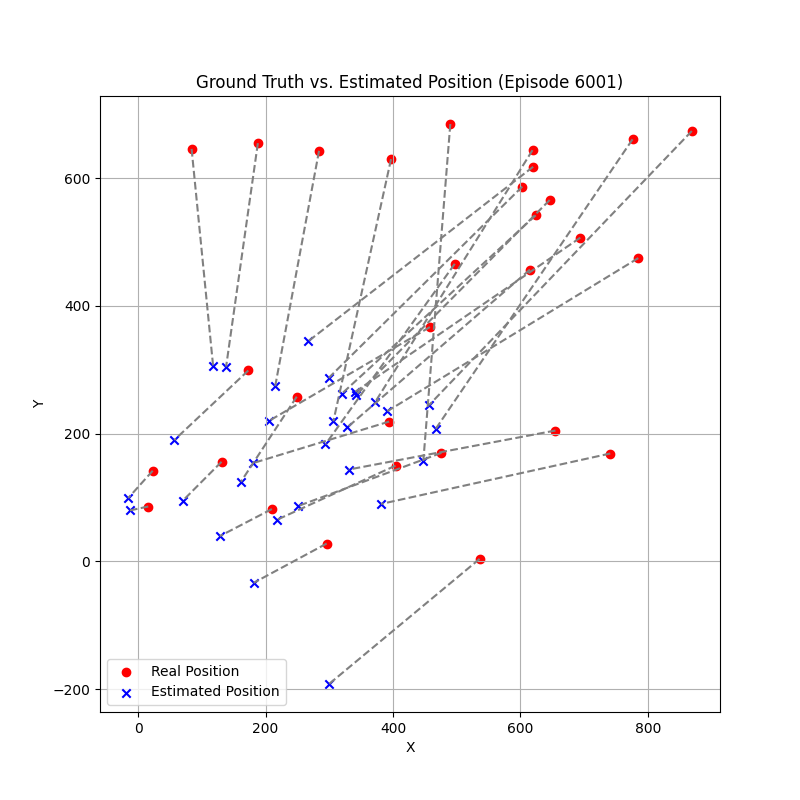 Ground Truth vs. Estimated Position (Episode 6001)
600
400
200
0
−200
Y
0 200 400 600 800
X
Real Position
Estimated Position